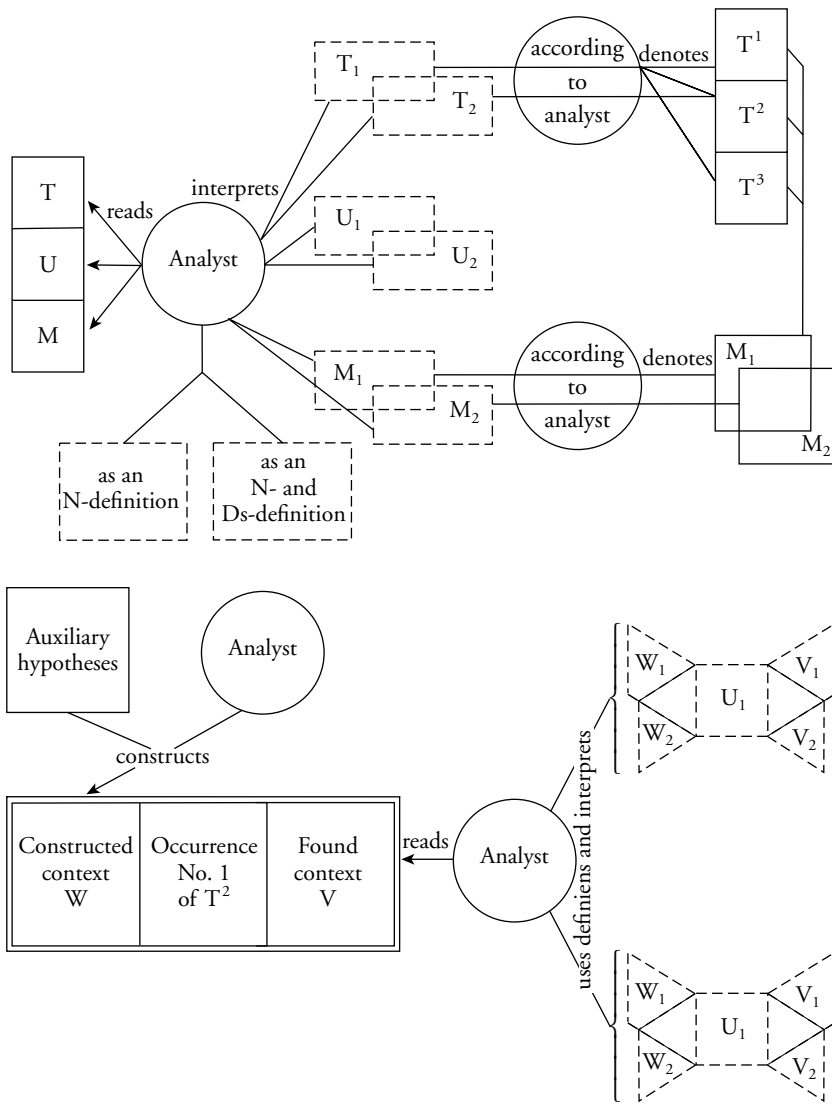 T₁
T₂
according
to
analyst
denotes
T¹
T²
T³
T
U
M
reads
Analyst
interprets
U₁
U₂
M₁
M₂
according
to
analyst
denotes
M₁
M₂
as an
N-definition
as an
N- and
Ds-definition
Auxiliary
hypotheses
Analyst
constructs
Constructed
context
W
Occurrence
No. 1
of T²
Found
context
V
reads
Analyst
uses definiens and interprets
W₁
W₂
U₁
V₁
V₂
W₁
W₂
U₁
V₁
V₂